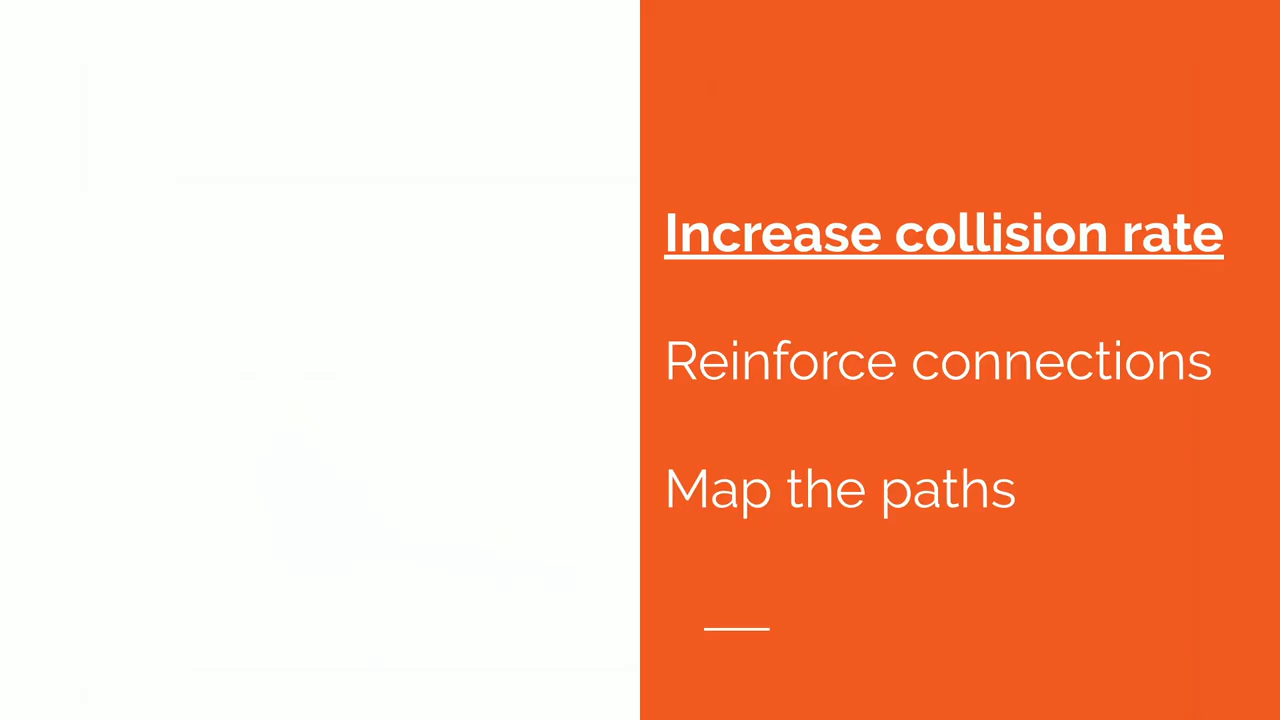 Increase collision rate
Reinforce connections
Map the paths